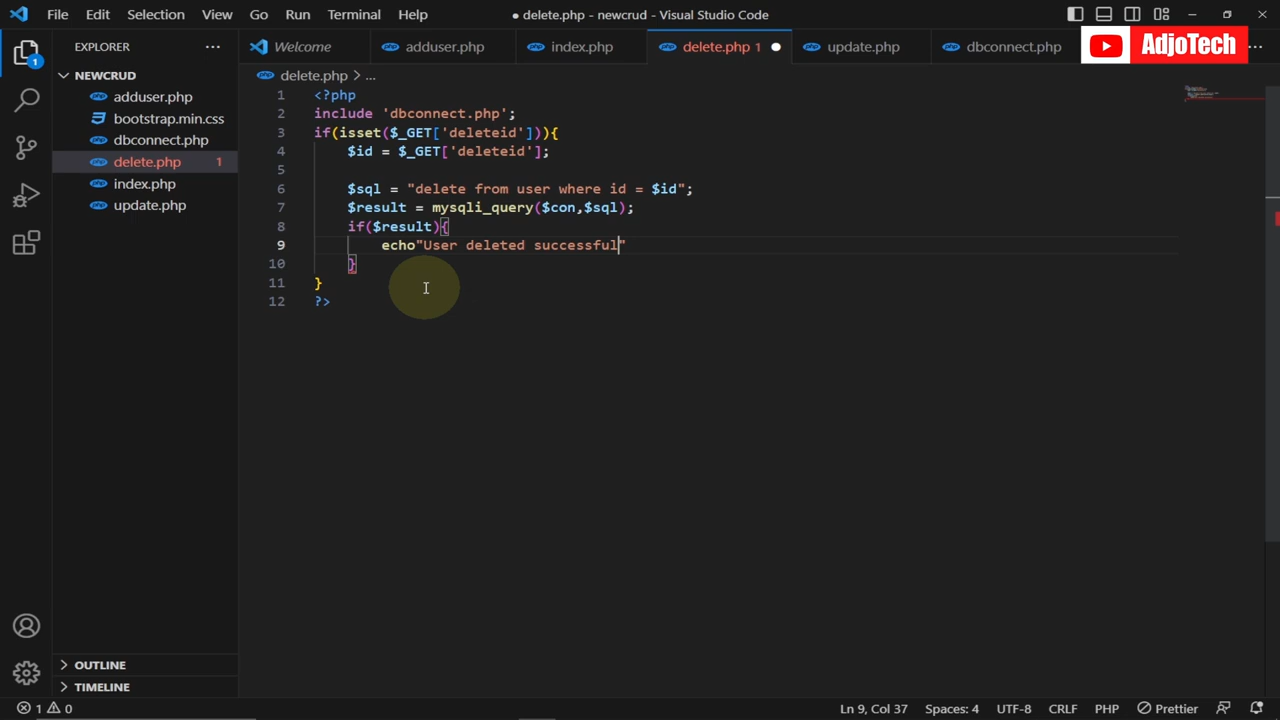 File Edit Selection View Go Run Terminal Help
● delete.php - newcrud - Visual Studio Code
EXPLORER
Welcome
adduser.php
index.php
delete.php 1
update.php
dbconnect.php
AdjoTech
1
NEWCRUD
adduser.php
bootstrap.min.css
dbconnect.php
delete.php 1
index.php
update.php
OUTLINE
TIMELINE
delete.php > ...
1 <?php
2 include 'dbconnect.php';
3 if(isset($_GET['deleteid'])){
4 $id = $_GET['deleteid'];
5
6 $sql = "delete from user where id = $id";
7 $result = mysqli_query($con,$sql);
8 if($result){
9 echo"User deleted successful"
10 }
11 }
12 ?>
1 0
Ln 9, Col 37 Spaces: 4 UTF-8 CRLF PHP Prettier